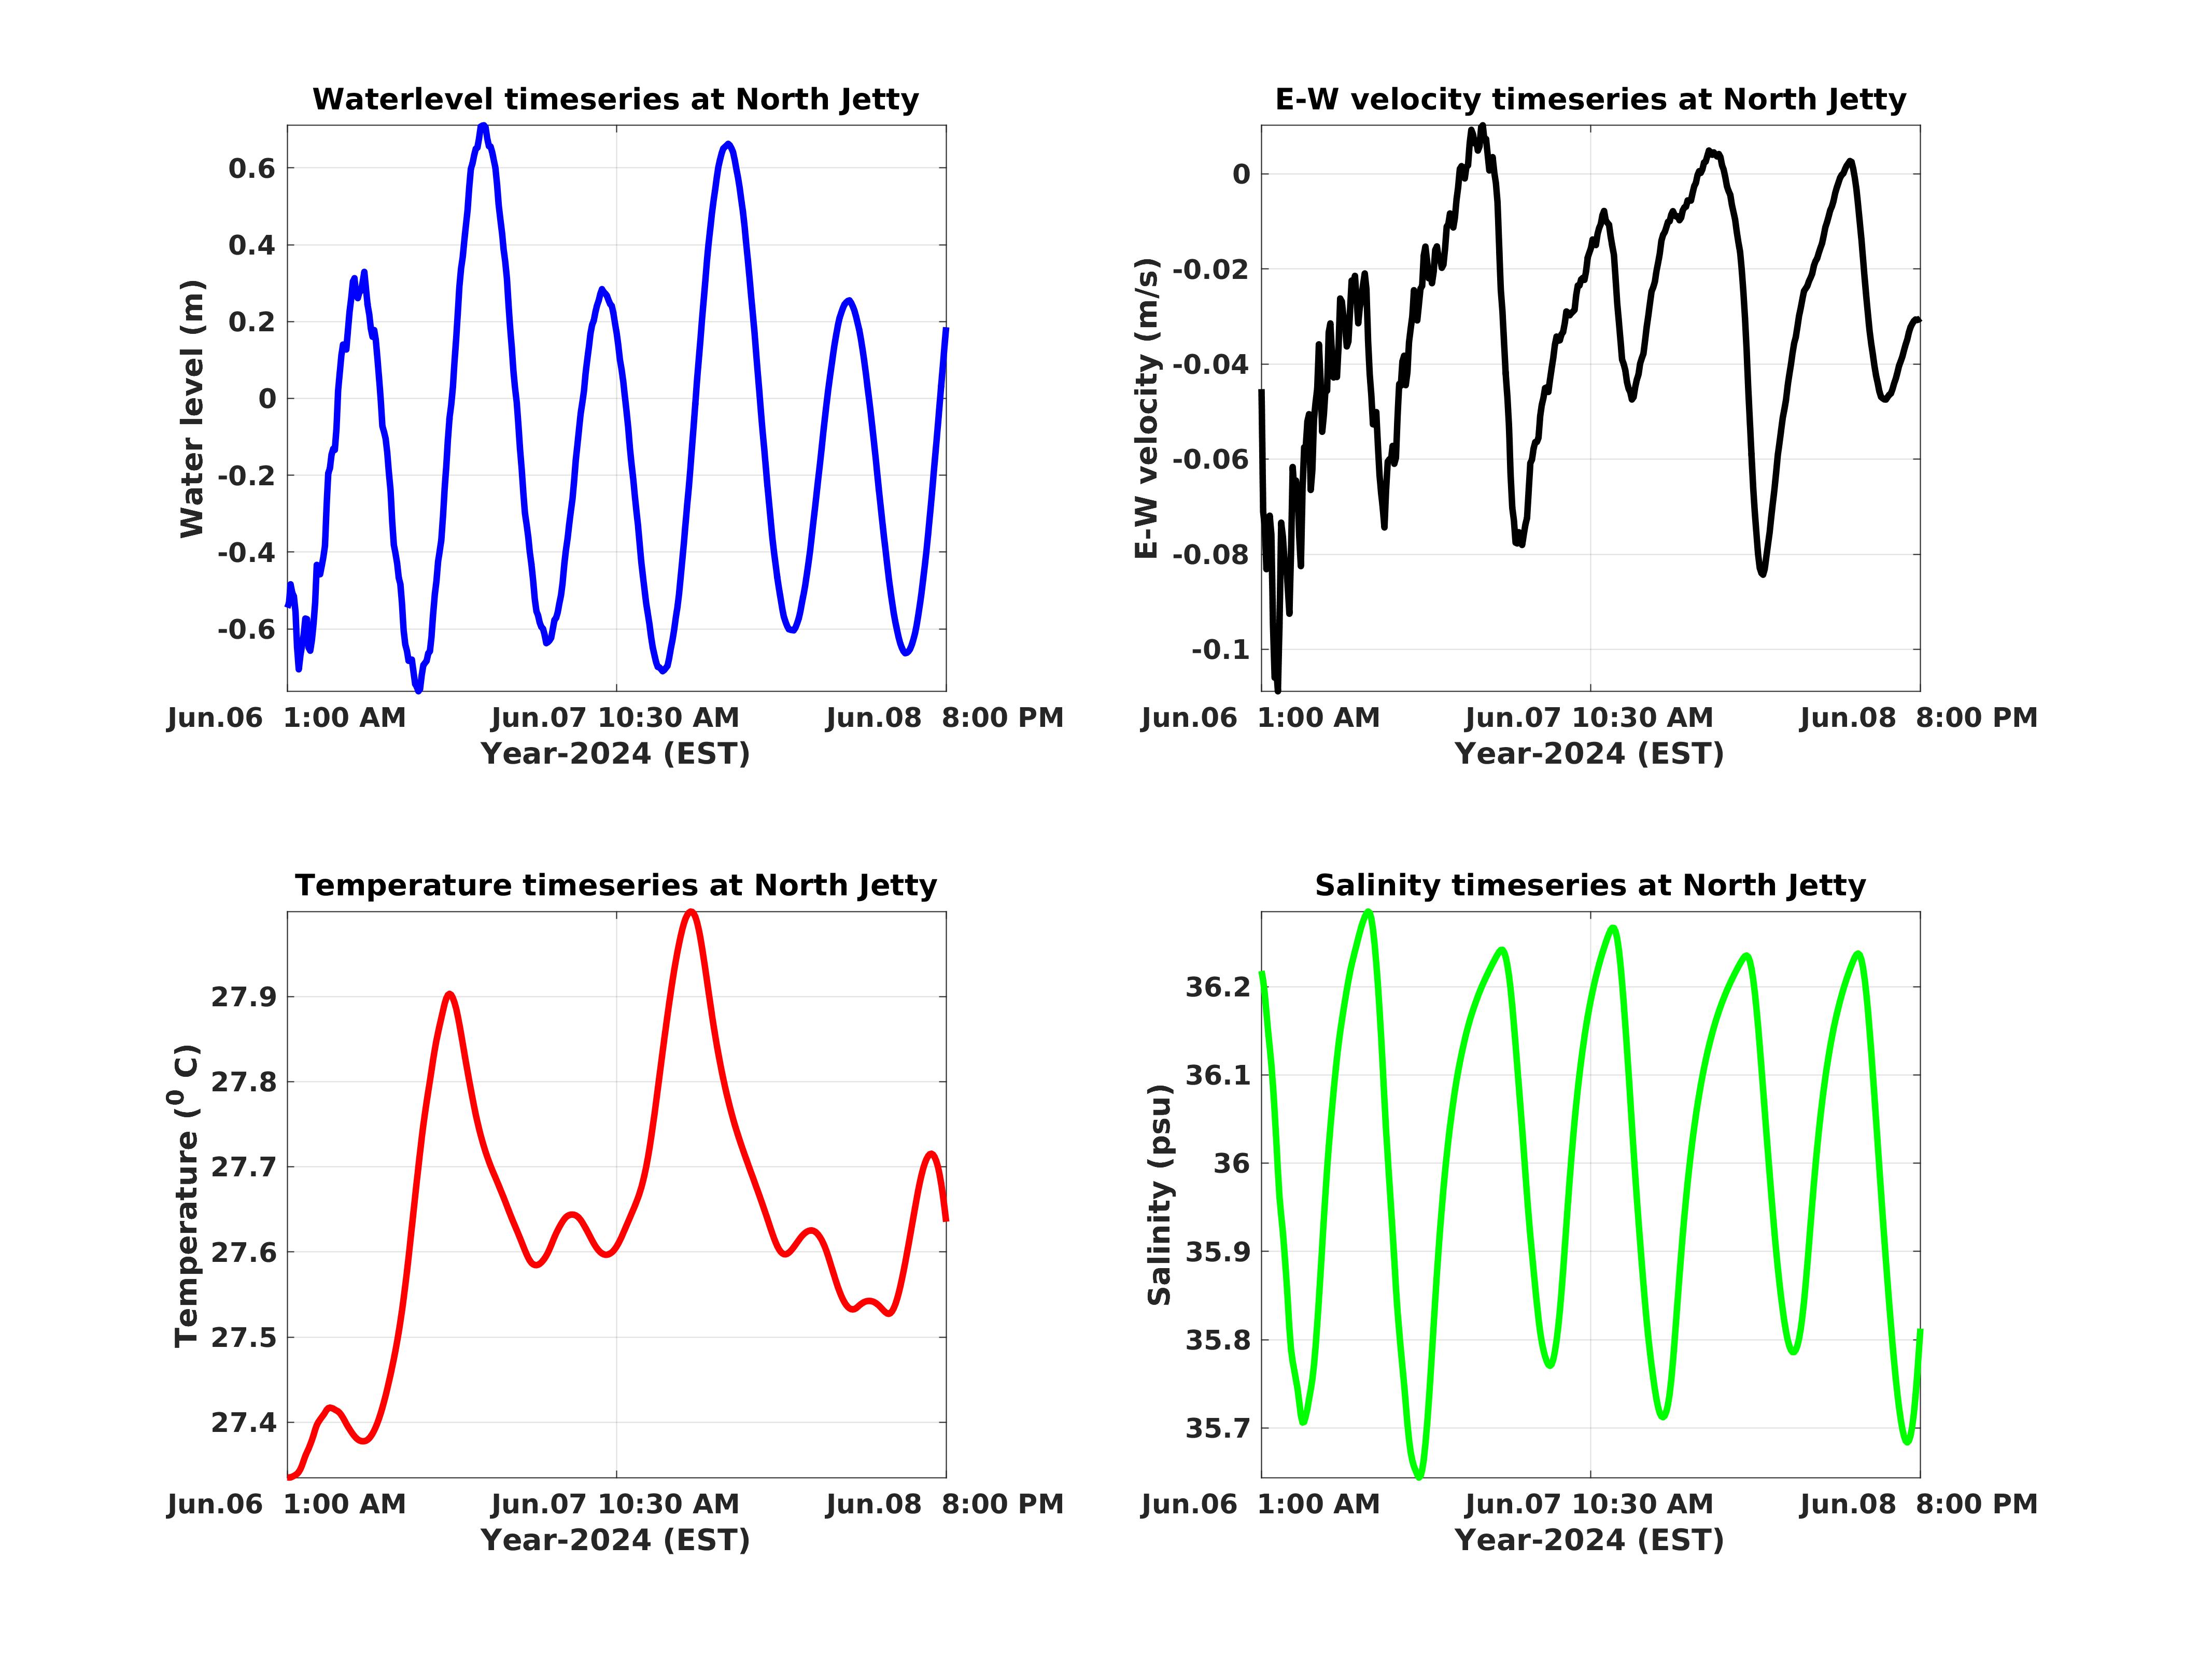 Waterlevel timeseries at North Jetty
Water level (m)
0.6
0.4
0.2
0
-0.2
-0.4
-0.6
Jun.06 1:00 AM Jun.07 10:30 AM Jun.08 8:00 PM
Year-2024 (EST)
E-W velocity timeseries at North Jetty
E-W velocity (m/s)
0
-0.02
-0.04
-0.06
-0.08
-0.1
Jun.06 1:00 AM Jun.07 10:30 AM Jun.08 8:00 PM
Year-2024 (EST)
Temperature timeseries at North Jetty
Temperature (⁰ C)
27.9
27.8
27.7
27.6
27.5
27.4
Jun.06 1:00 AM Jun.07 10:30 AM Jun.08 8:00 PM
Year-2024 (EST)
Salinity timeseries at North Jetty
Salinity (psu)
36.2
36.1
36
35.9
35.8
35.7
Jun.06 1:00 AM Jun.07 10:30 AM Jun.08 8:00 PM
Year-2024 (EST)